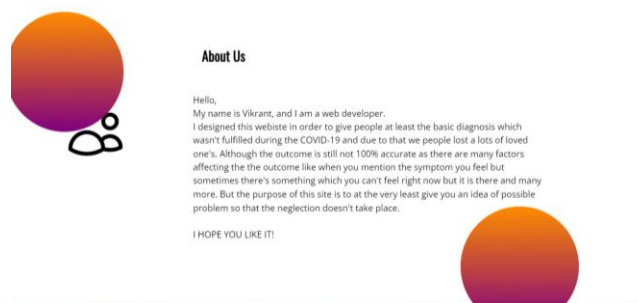 About Us
Hello,
My name is Vikrant, and I am a web developer.
I designed this webiste in order to give people at least the basic diagnosis which
wasn't fulfilled during the COVID-19 and due to that we people lost a lots of loved
one's. Although the outcome is still not 100% accurate as there are many factors
affecting the the outcome like when you mention the symptom you feel but
sometimes there's something which you can't feel right now but it is there and many
more. But the purpose of this site is to at the very least give you an idea of possible
problem so that the neglection doesn't take place.
I HOPE YOU LIKE IT!